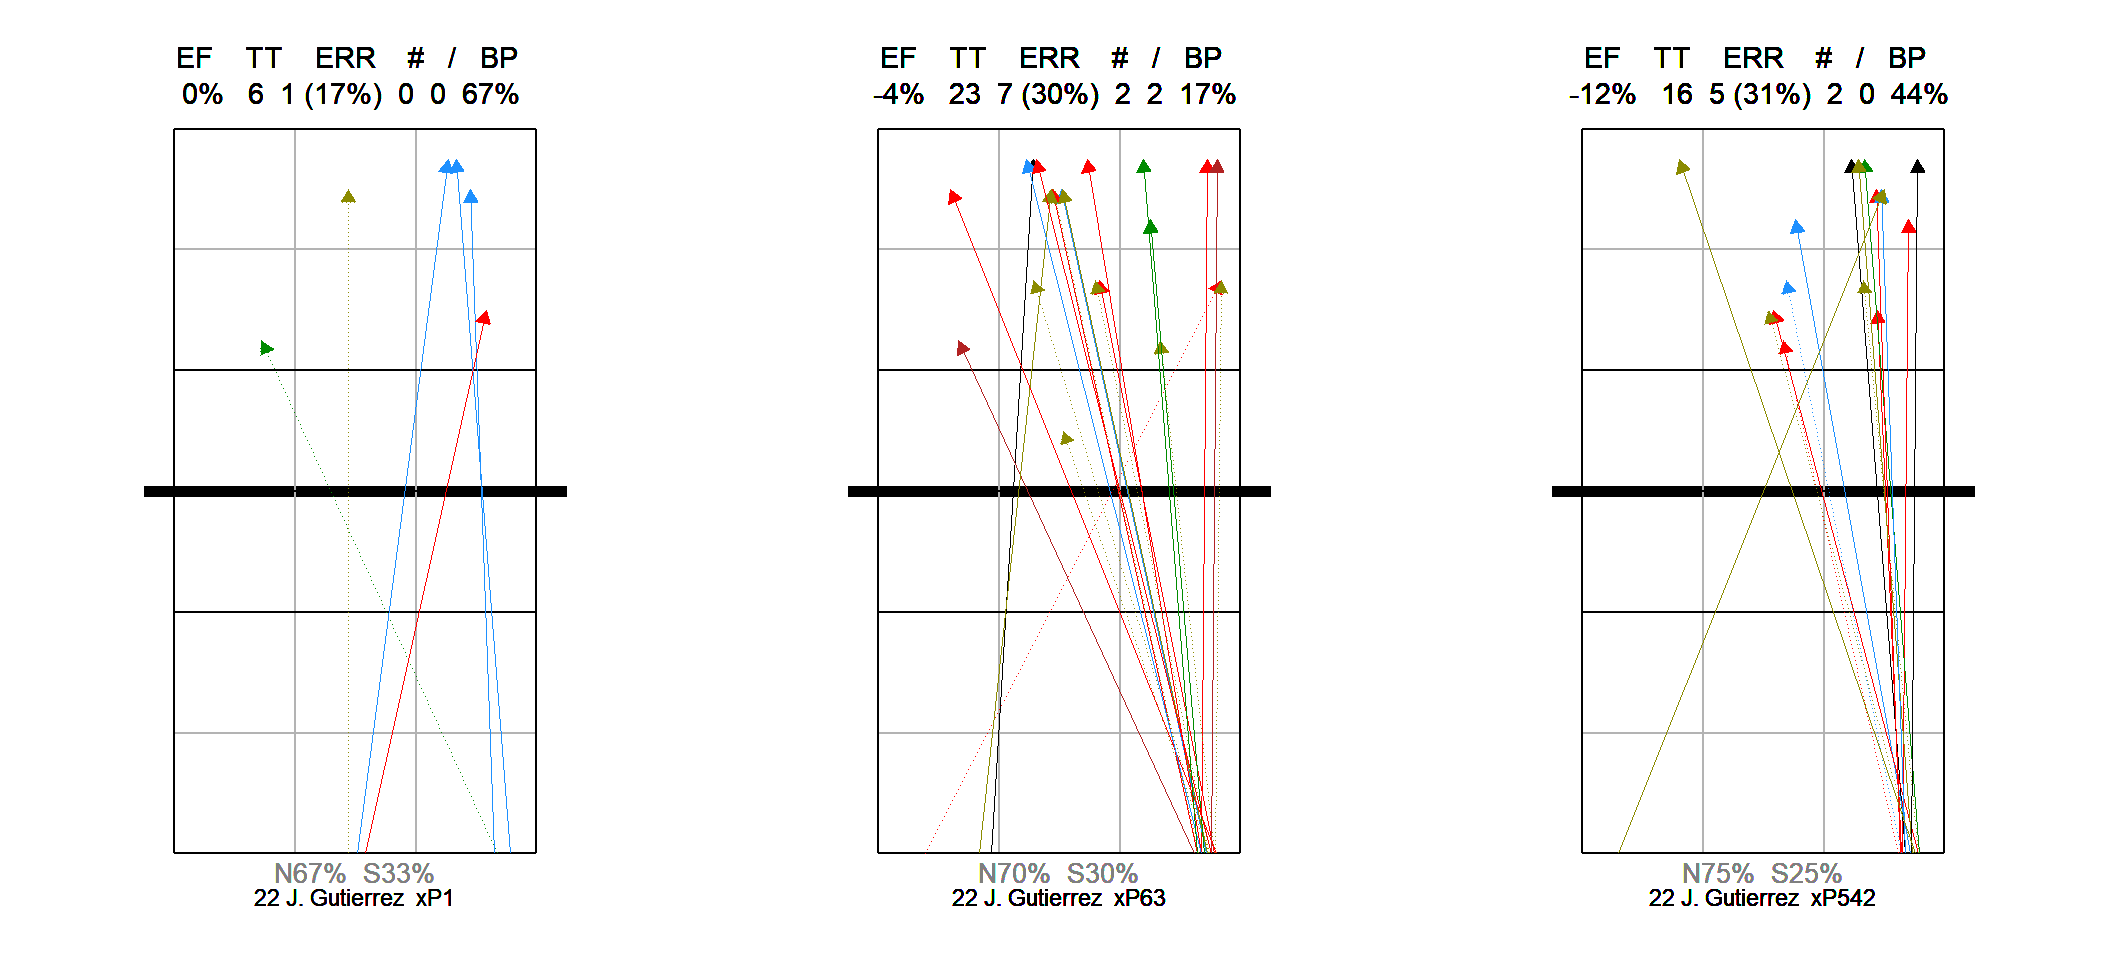 EF TT ERR # / BP
0% 6 1 (17%) 0 0 67%
N67% S33%
22 J. Gutierrez xP1
EF TT ERR # / BP
-4% 23 7 (30%) 2 2 17%
N70% S30%
22 J. Gutierrez xP63
EF TT ERR # / BP
-12% 16 5 (31%) 2 0 44%
N75% S25%
22 J. Gutierrez xP542